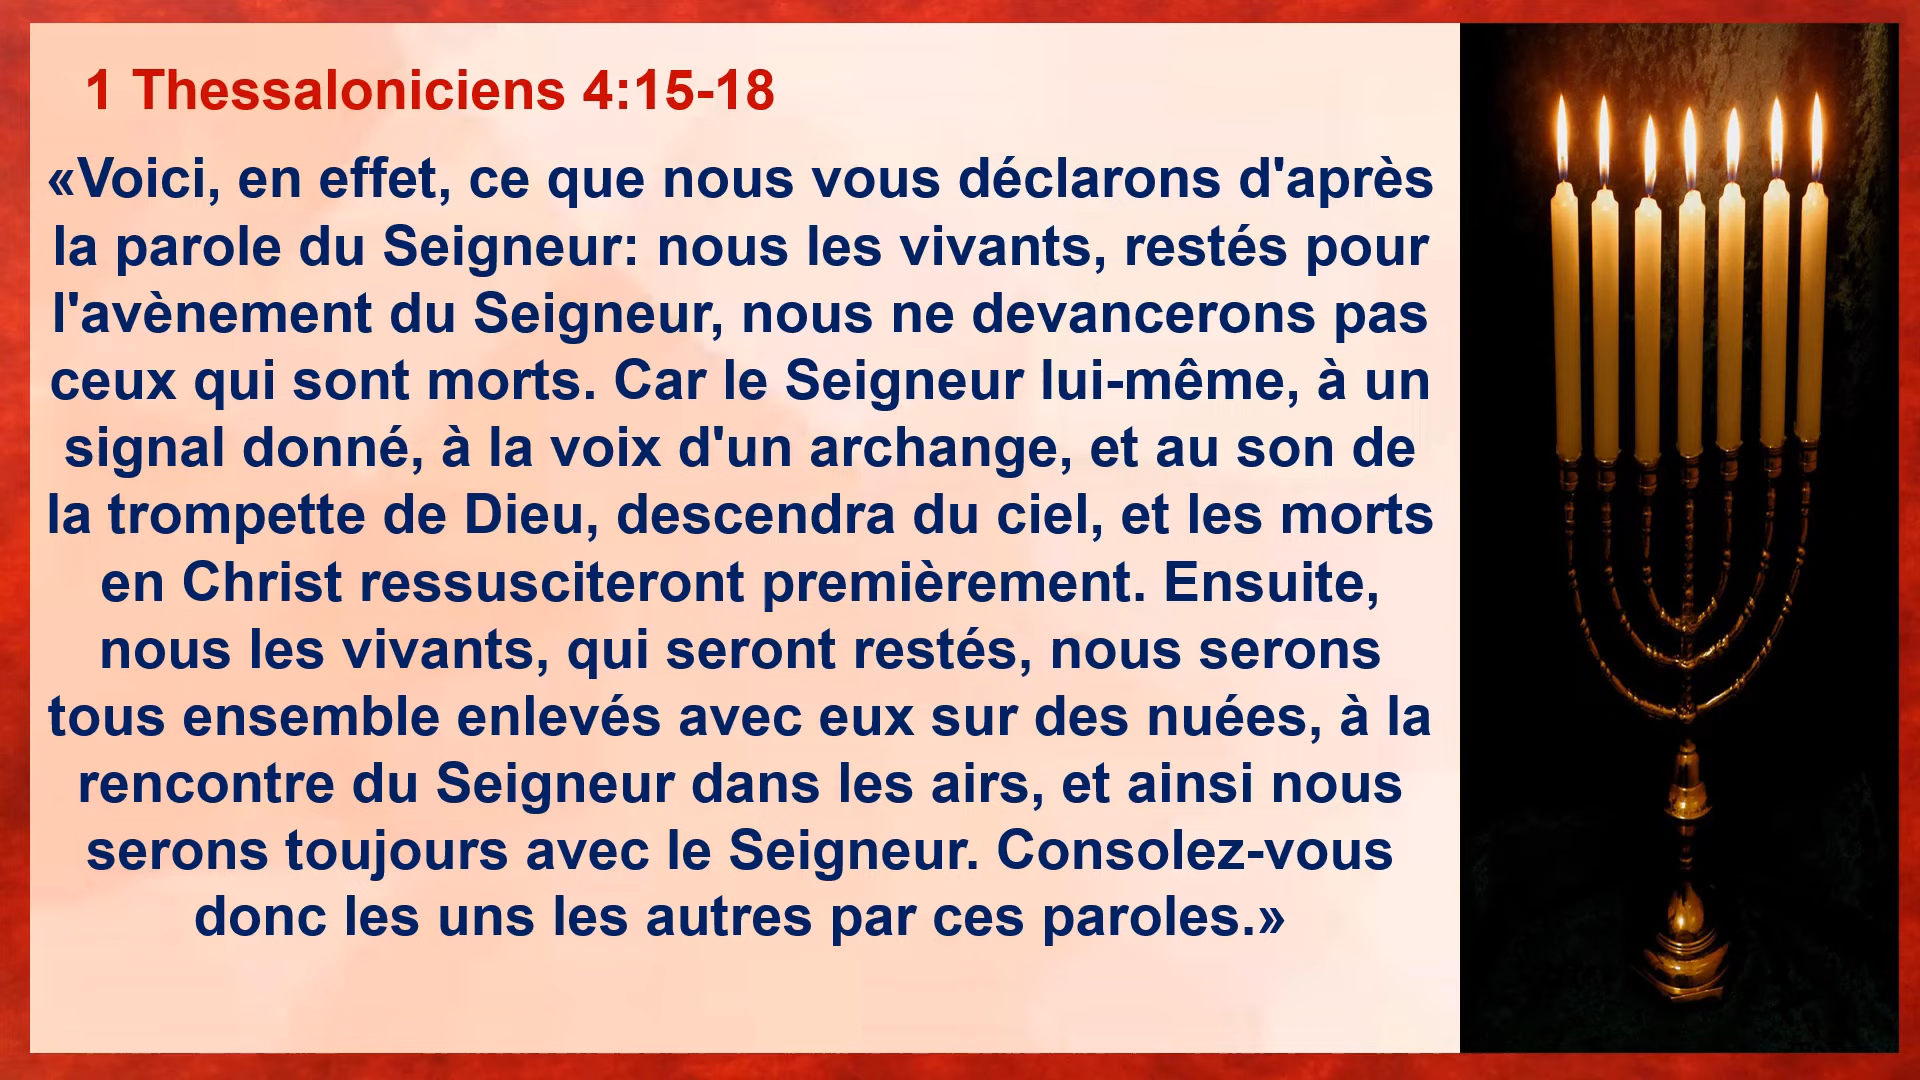 1 Thessaloniciens 4:15-18
«Voici, en effet, ce que nous vous déclarons d'après
la parole du Seigneur: nous les vivants, restés pour
l'avènement du Seigneur, nous ne devancerons pas
ceux qui sont morts. Car le Seigneur lui-même, à un
signal donné, à la voix d'un archange, et au son de
la trompette de Dieu, descendra du ciel, et les morts
en Christ ressusciteront premièrement. Ensuite,
nous les vivants, qui seront restés, nous serons
tous ensemble enlevés avec eux sur des nuées, à la
rencontre du Seigneur dans les airs, et ainsi nous
serons toujours avec le Seigneur. Consolez-vous
donc les uns les autres par ces paroles.»